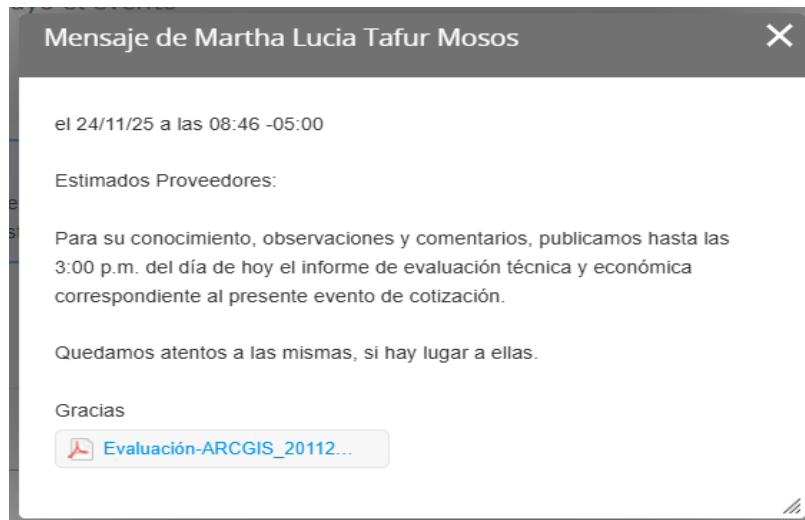 Mensaje de Martha Lucia Tafur Mosos
el 24/11/25 a las 08:46 -05:00
Estimados Proveedores:
Para su conocimiento, observaciones y comentarios, publicamos hasta las
3:00 p.m. del día de hoy el informe de evaluación técnica y económica
correspondiente al presente evento de cotización.
Quedamos atentos a las mismas, si hay lugar a ellas.
Gracias
Evaluación-ARCGIS_20112...